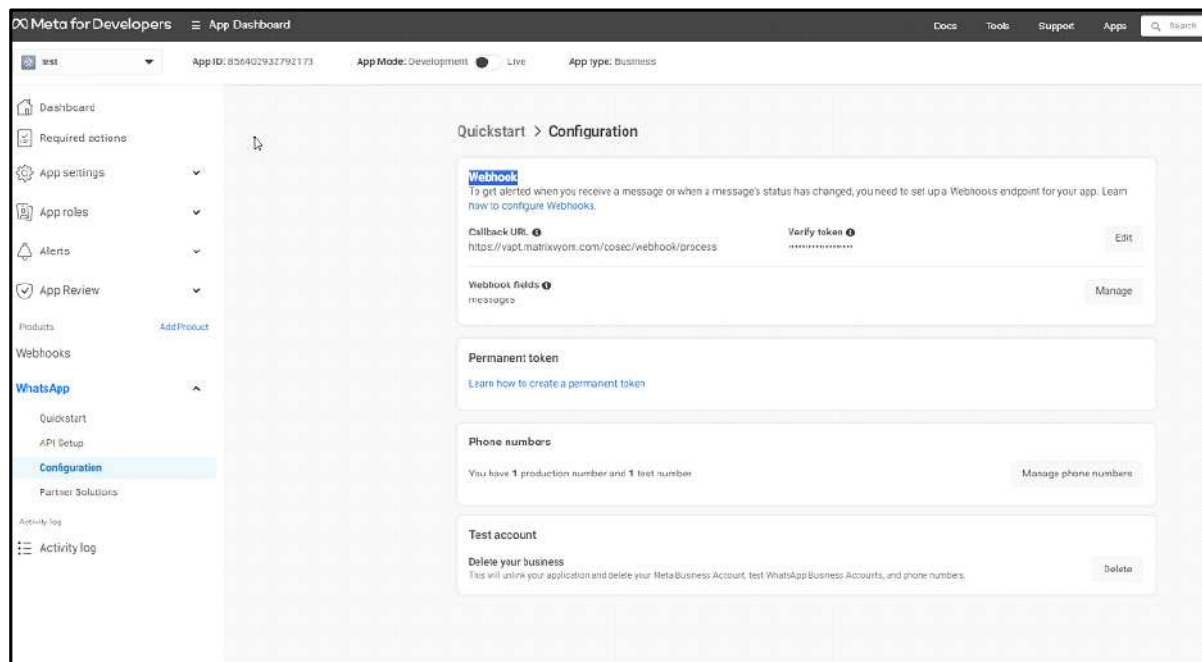 Meta for Developers
App Dashboard
Docs
Tools
Support
Apps
Search
test
App ID: 856402932792173
App Mode: Development
Live
App type: Business
Dashboard
Required actions
App settings
App roles
Alerts
App Review
Products
Add Product
Webhooks
WhatsApp
Quickstart
API Setup
Configuration
Partner Solutions
Activity log
Activity log
Quickstart > Configuration
Webhook
To get alerted when you receive a message or when a message's status has changed, you need to set up a Webhooks endpoint for your app. Learn
how to configure Webhooks.
Callback URL
Verify token
https://vapt.matrixvyom.com/cosec/webhook/process
Edit
Webhook fields
messages
Manage
Permanent token
Learn how to create a permanent token
Phone numbers
You have 1 production number and 1 test number
Manage phone numbers
Test account
Delete your business
This will unlink your application and delete your Meta Business Account, test WhatsApp Business Accounts, and phone numbers.
Delete